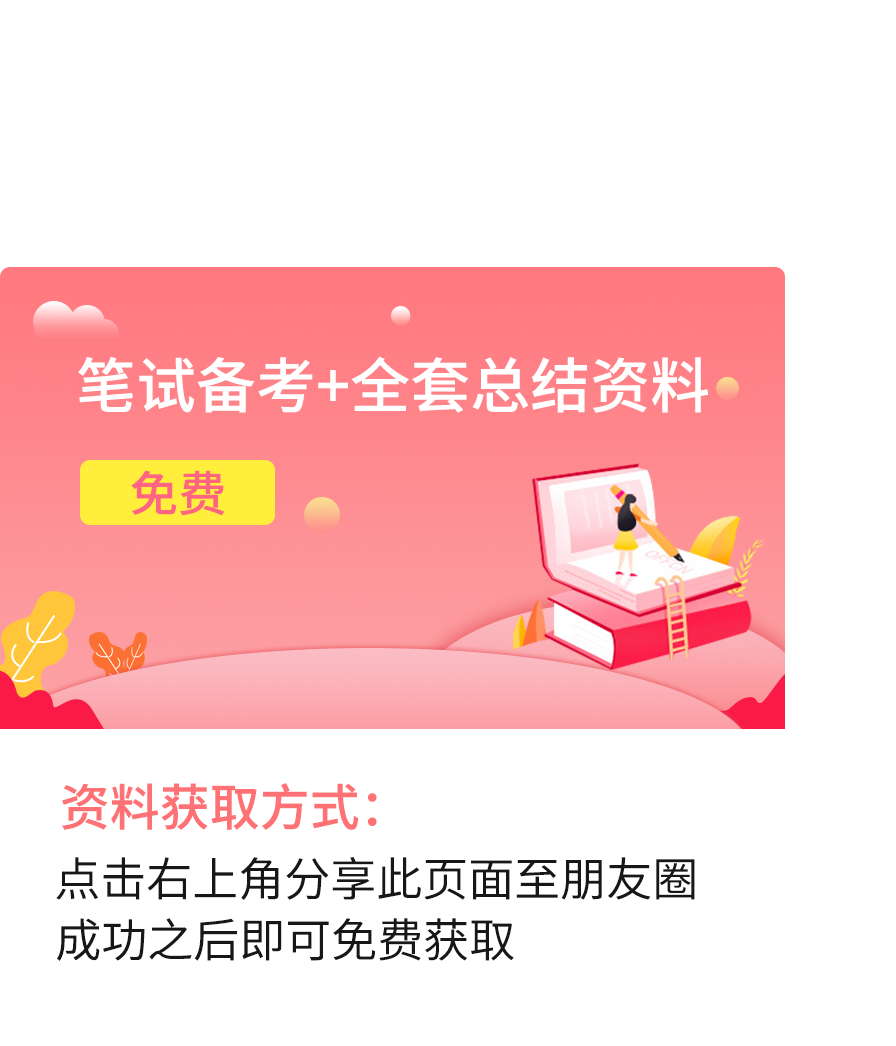 笔试备考+全套总结资料
免费
资料获取方式：
点击右上角分享此页面至朋友圈
成功之后即可免费获取